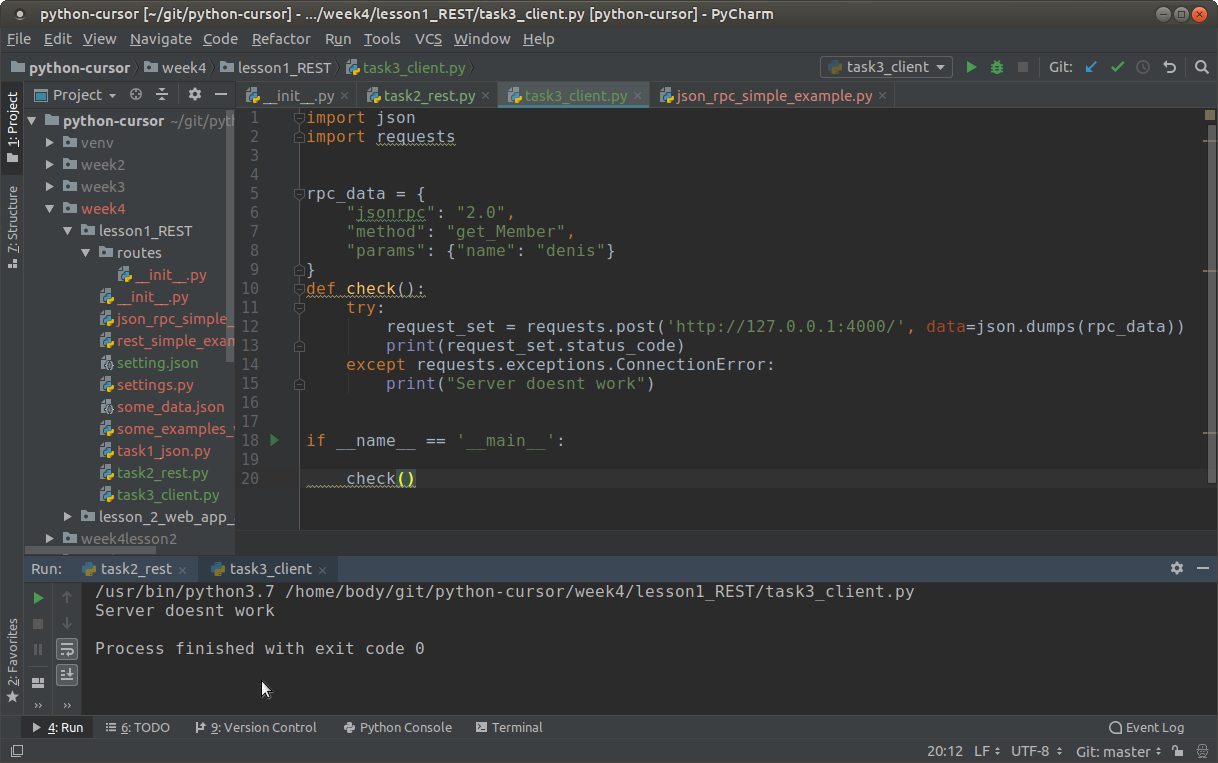 python-cursor [~/git/python-cursor] - .../week4/lesson1_REST/task3_client.py [python-cursor] - PyCharm
File Edit View Navigate Code Refactor Run Tools VCS Window Help
python-cursor week4 lesson1_REST task3_client.py task3_client Git:
1: Project
7: Structure
2: Favorites
Project
python-cursor ~/git/pyth
venv
week2
week3
week4
lesson1_REST
routes
__init__.py
__init__.py
json_rpc_simple_
rest_simple_exam
setting.json
settings.py
some_data.json
some_examples_
task1_json.py
task2_rest.py
task3_client.py
lesson_2_web_app_
week4lesson2
__init__.py task2_rest.py task3_client.py json_rpc_simple_example.py
1 import json
2 import requests
3
4
5 rpc_data = {
6 "jsonrpc": "2.0",
7 "method": "get_Member",
8 "params": {"name": "denis"}
9 }
10 def check():
11 try:
12 request_set = requests.post('http://127.0.0.1:4000/', data=json.dumps(rpc_data))
13 print(request_set.status_code)
14 except requests.exceptions.ConnectionError:
15 print("Server doesnt work")
16
17
18 if __name__ == '__main__':
19
20 check()
Run: task2_rest task3_client
/usr/bin/python3.7 /home/body/git/python-cursor/week4/lesson1_REST/task3_client.py
Server doesnt work
Process finished with exit code 0
4: Run 6: TODO 9: Version Control Python Console Terminal Event Log
20:12 LF UTF-8 Git: master